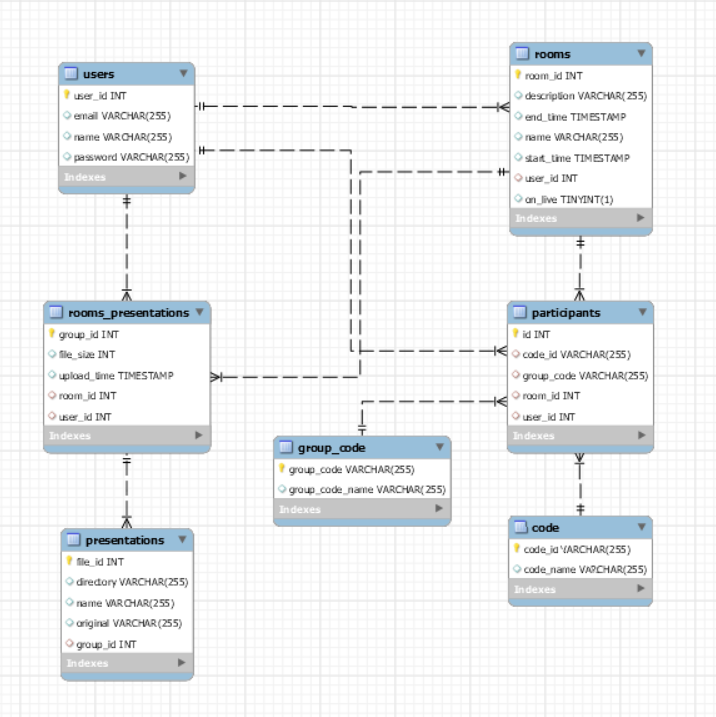 users
user_id INT
email VARCHAR(255)
name VARCHAR(255)
password VARCHAR(255)
Indexes
rooms
room_id INT
description VARCHAR(255)
end_time TIMESTAMP
name VARCHAR(255)
start_time TIMESTAMP
user_id INT
on_live TINYINT(1)
Indexes
rooms_presentations
group_id INT
file_size INT
upload_time TIMESTAMP
room_id INT
user_id INT
Indexes
participants
id INT
code_id VARCHAR(255)
group_code VARCHAR(255)
room_id INT
user_id INT
Indexes
group_code
group_code VARCHAR(255)
group_code_name VARCHAR(255)
Indexes
presentations
file_id INT
directory VARCHAR(255)
name VARCHAR(255)
original VARCHAR(255)
group_id INT
Indexes
code
code_id VARCHAR(255)
code_name VARCHAR(255)
Indexes